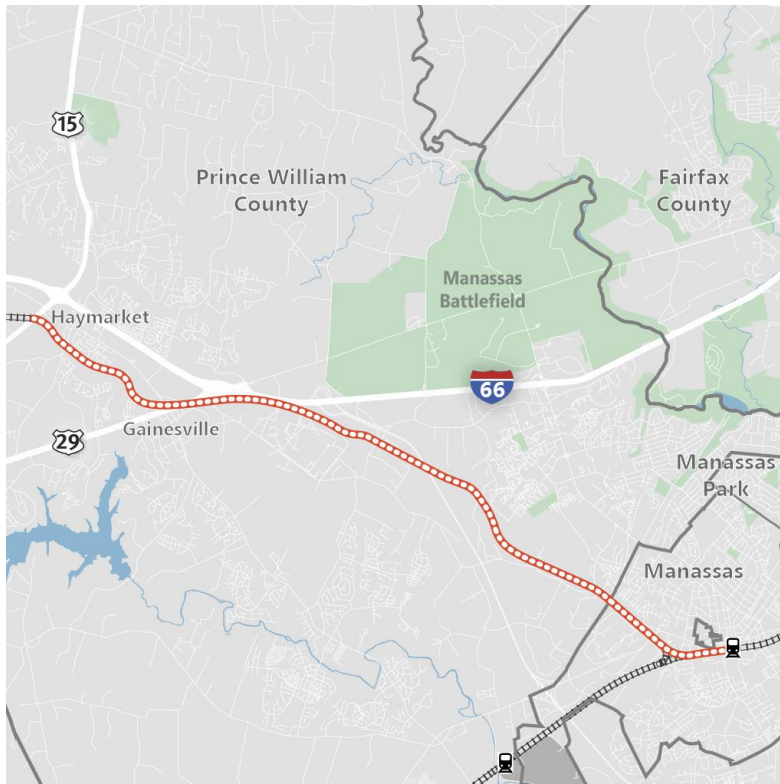 15
Prince William
County
Fairfax
County
Manassas
Battlefield
Haymarket
66
Gainesville
29
Manassas
Park
Manassas